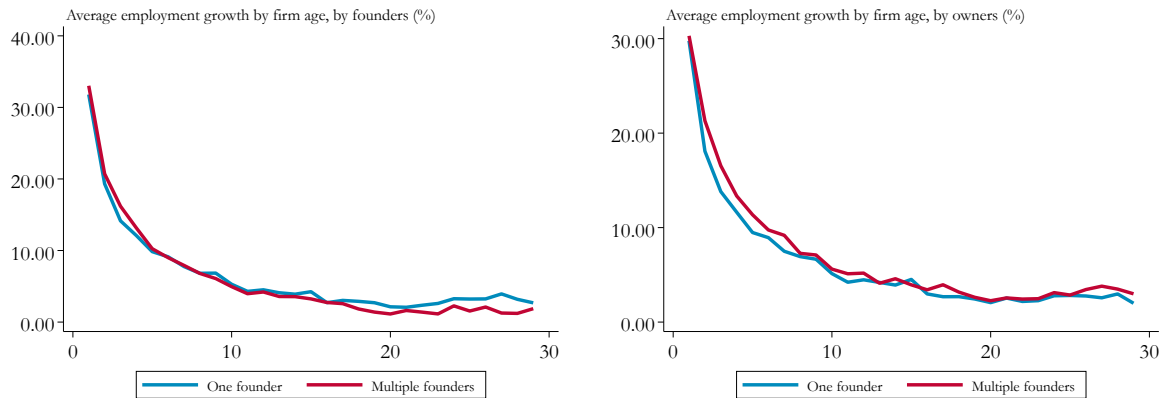 Average employment growth by firm age, by founders (%)
40.00
30.00
20.00
10.00
0.00
0 10 20 30
One founder Multiple founders
Average employment growth by firm age, by owners (%)
30.00
20.00
10.00
0.00
0 10 20 30
One founder Multiple founders